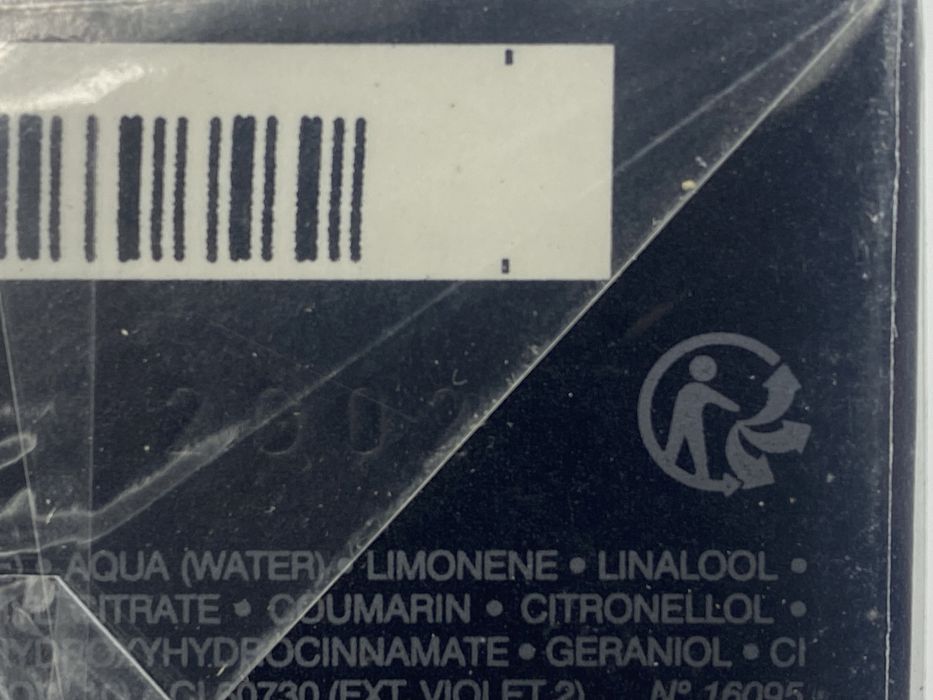 AQUA (WATER) • LIMONENE • LINALOOL •
CITRATE • COUMARIN • CITRONELLOL •
HYDROXYHYDROCINNAMATE • GERANIOL • CI
CI 60730 (EXT. VIOLET 2) N° 16095